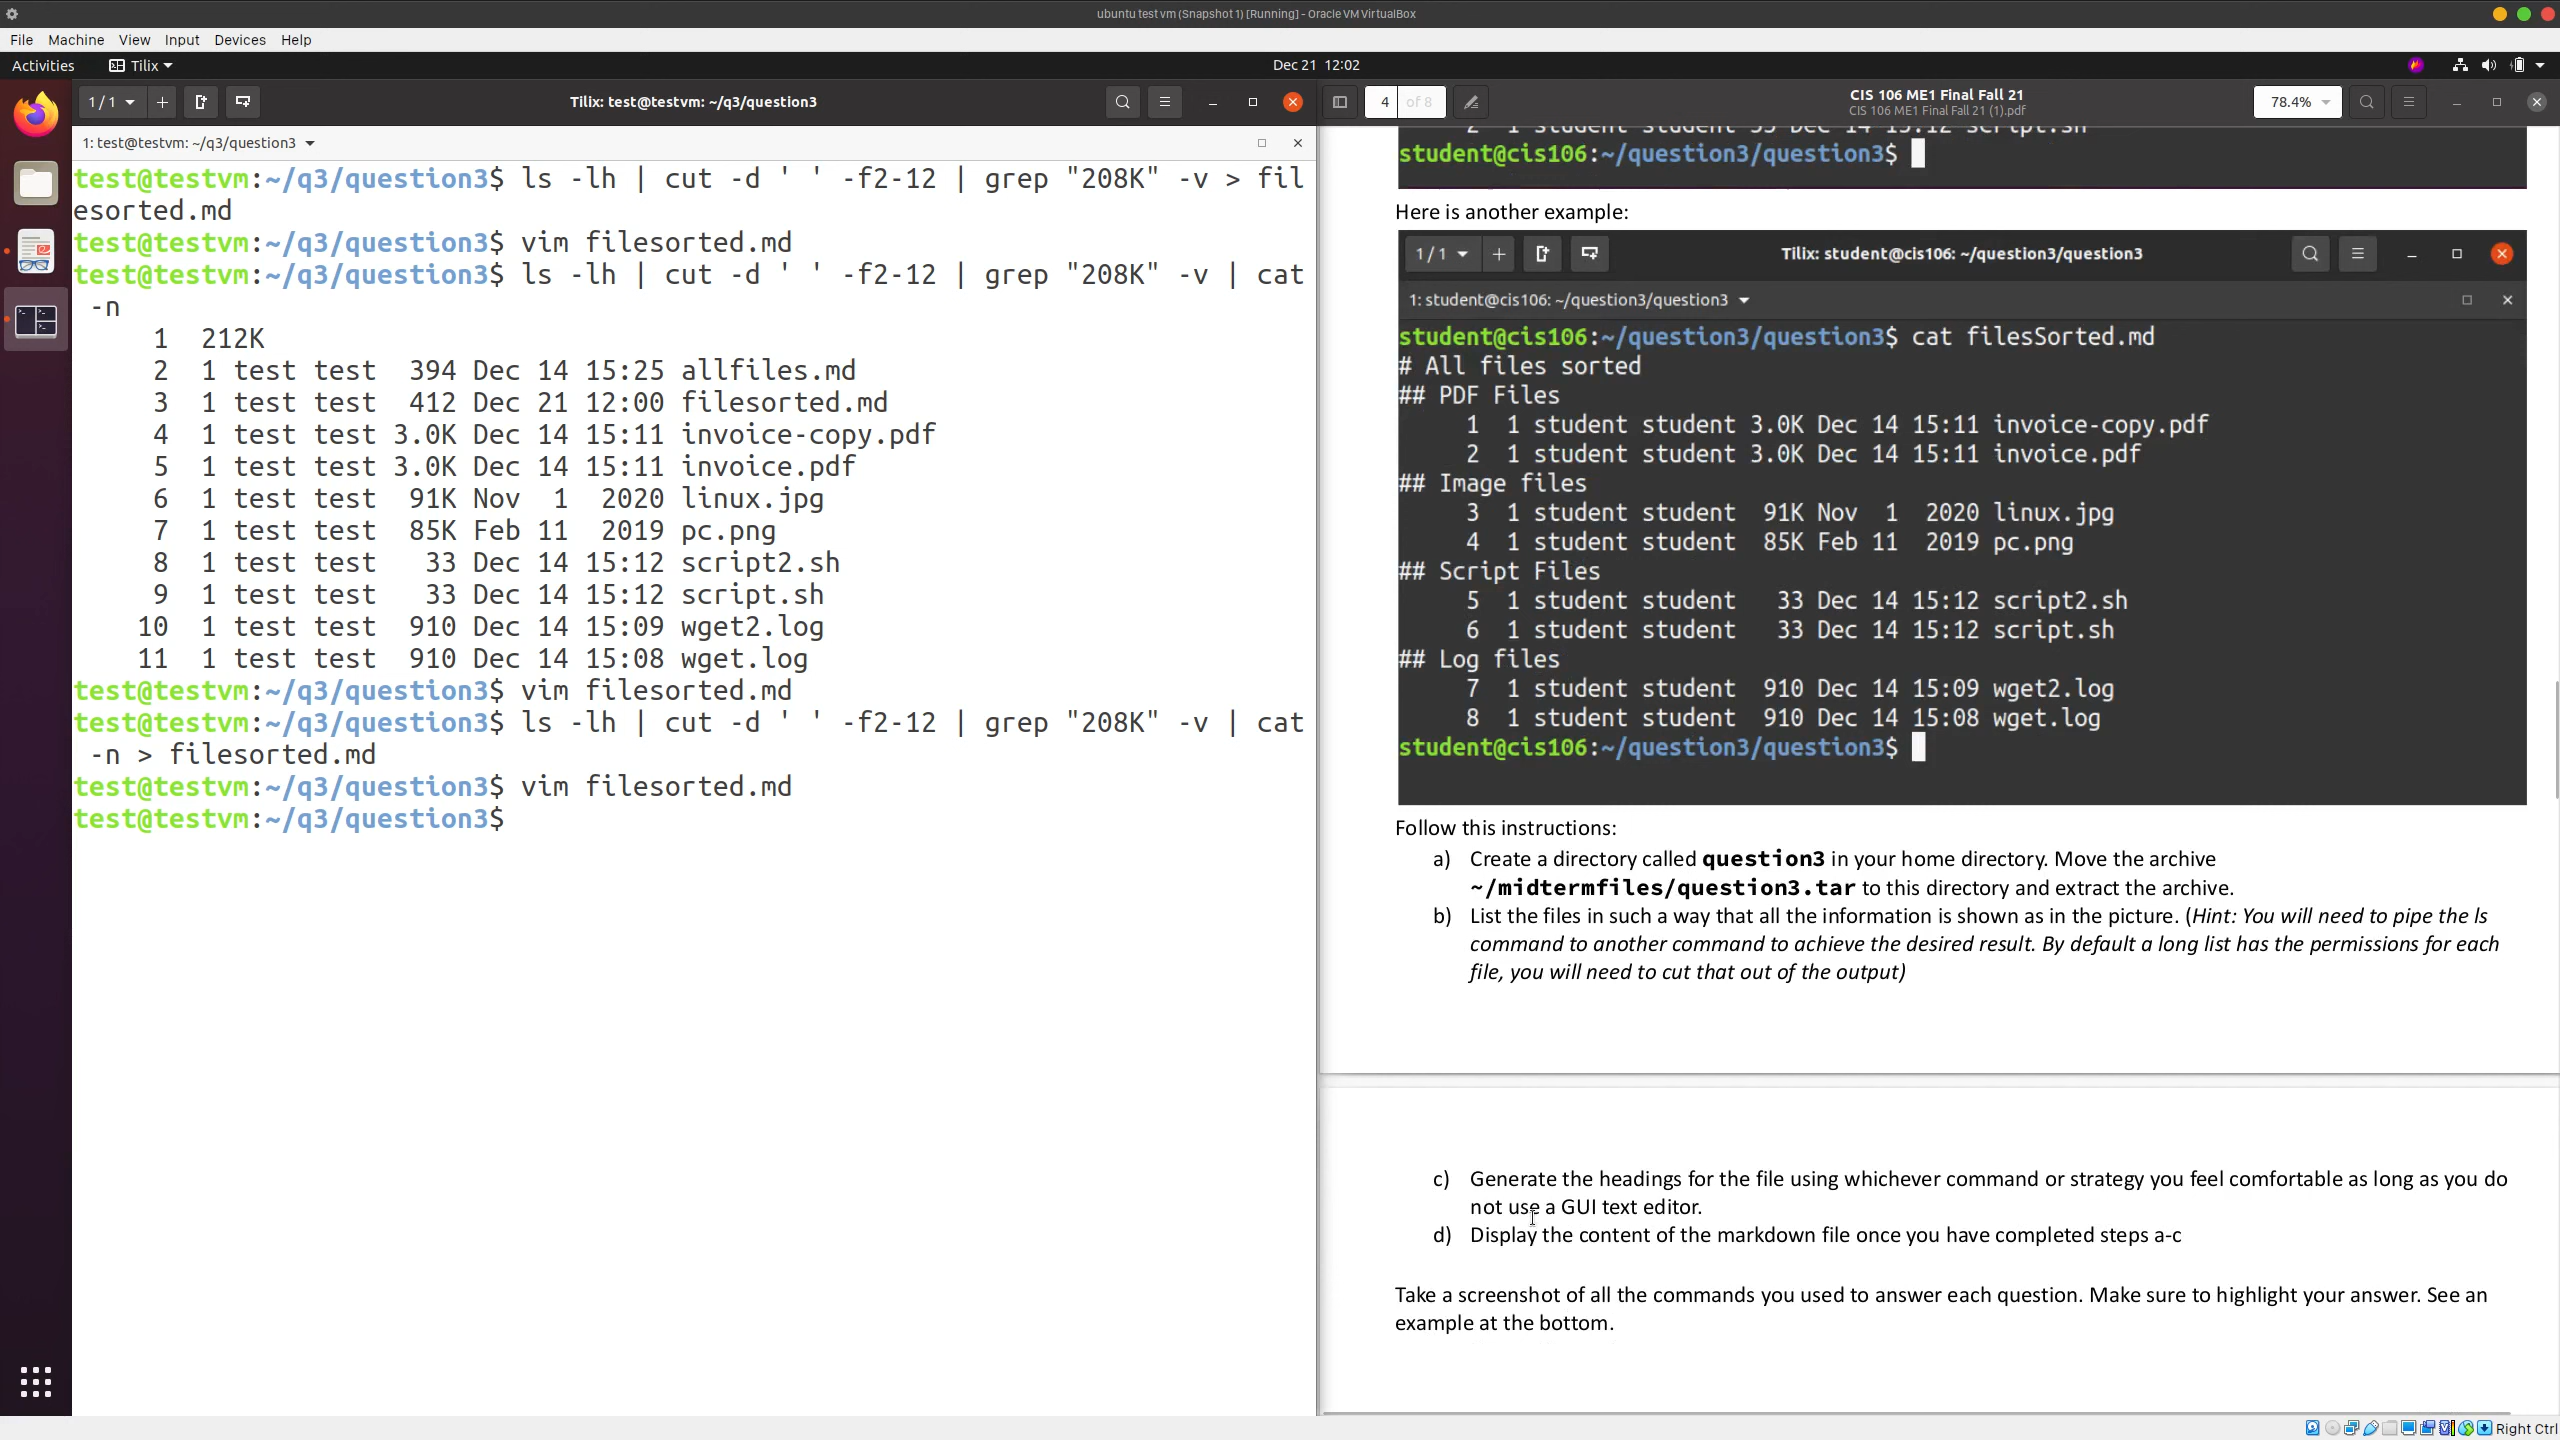 ubuntu test vm (Snapshot 1) [Running] - Oracle VM VirtualBox
File Machine View Input Devices Help
Activities Tilix Dec 21 12:02
1 / 1 Tilix: test@testvm: ~/q3/question3
1: test@testvm: ~/q3/question3
test@testvm:~/q3/question3$ ls -lh | cut -d ' ' -f2-12 | grep "208K" -v > fil
esorted.md
test@testvm:~/q3/question3$ vim filesorted.md
test@testvm:~/q3/question3$ ls -lh | cut -d ' ' -f2-12 | grep "208K" -v | cat
 -n
     1  212K
     2  1 test test  394 Dec 14 15:25 allfiles.md
     3  1 test test  412 Dec 21 12:00 filesorted.md
     4  1 test test 3.0K Dec 14 15:11 invoice-copy.pdf
     5  1 test test 3.0K Dec 14 15:11 invoice.pdf
     6  1 test test  91K Nov  1  2020 linux.jpg
     7  1 test test  85K Feb 11  2019 pc.png
     8  1 test test   33 Dec 14 15:12 script2.sh
     9  1 test test   33 Dec 14 15:12 script.sh
    10  1 test test  910 Dec 14 15:09 wget2.log
    11  1 test test  910 Dec 14 15:08 wget.log
test@testvm:~/q3/question3$ vim filesorted.md
test@testvm:~/q3/question3$ ls -lh | cut -d ' ' -f2-12 | grep "208K" -v | cat
 -n > filesorted.md
test@testvm:~/q3/question3$ vim filesorted.md
test@testvm:~/q3/question3$
4 of 8 CIS 106 ME1 Final Fall 21 78.4%
CIS 106 ME1 Final Fall 21 (1).pdf
2 1 student student 33 Dec 14 15:12 script.sh
student@cis106:~/question3/question3$
Here is another example:
1 / 1 Tilix: student@cis106: ~/question3/question3
1: student@cis106: ~/question3/question3
student@cis106:~/question3/question3$ cat filesSorted.md
# All files sorted
## PDF Files
     1  1 student student 3.0K Dec 14 15:11 invoice-copy.pdf
     2  1 student student 3.0K Dec 14 15:11 invoice.pdf
## Image files
     3  1 student student  91K Nov  1  2020 linux.jpg
     4  1 student student  85K Feb 11  2019 pc.png
## Script Files
     5  1 student student   33 Dec 14 15:12 script2.sh
     6  1 student student   33 Dec 14 15:12 script.sh
## Log files
     7  1 student student  910 Dec 14 15:09 wget2.log
     8  1 student student  910 Dec 14 15:08 wget.log
student@cis106:~/question3/question3$
Follow this instructions:
a) Create a directory called question3 in your home directory. Move the archive
~/midtermfiles/question3.tar to this directory and extract the archive.
b) List the files in such a way that all the information is shown as in the picture. (Hint: You will need to pipe the ls
command to another command to achieve the desired result. By default a long list has the permissions for each
file, you will need to cut that out of the output)
c) Generate the headings for the file using whichever command or strategy you feel comfortable as long as you do
not use a GUI text editor.
d) Display the content of the markdown file once you have completed steps a-c
Take a screenshot of all the commands you used to answer each question. Make sure to highlight your answer. See an
example at the bottom.
Right Ctrl